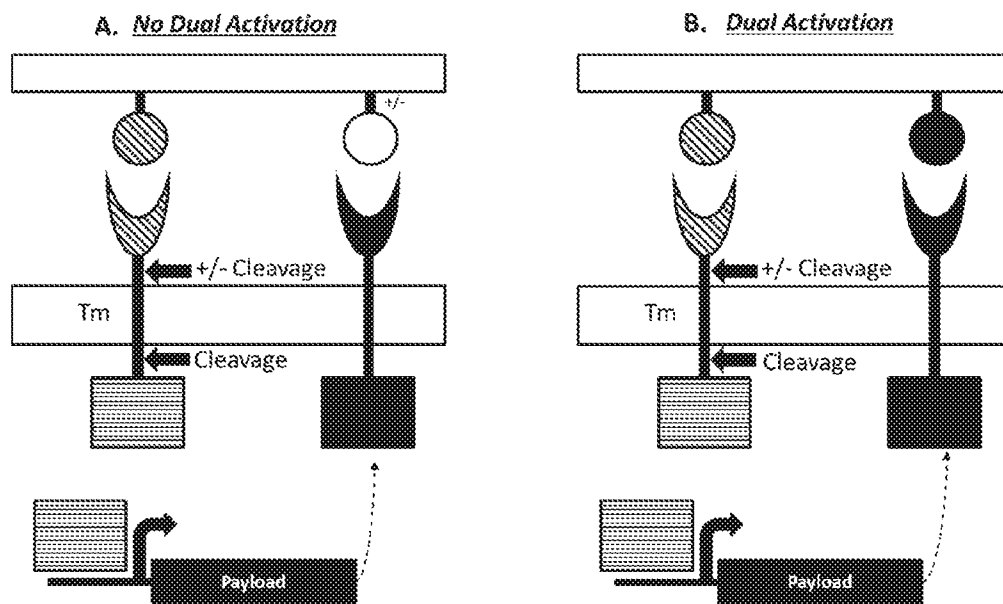 A. No Dual Activation
+/-
+/- Cleavage
Tm
Cleavage
Payload
B. Dual Activation
+/- Cleavage
Tm
Cleavage
Payload